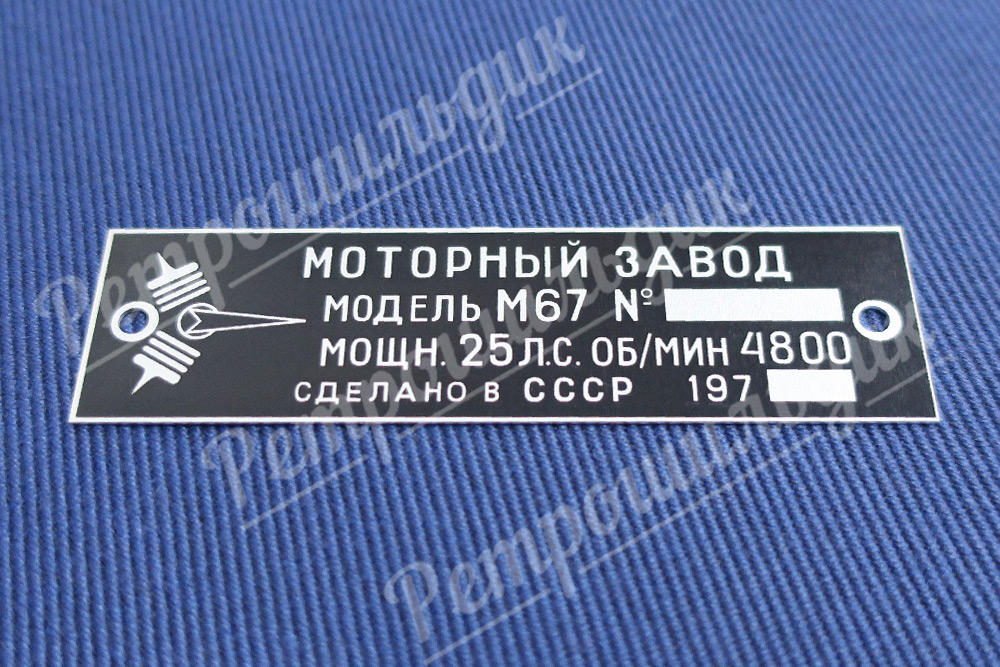 Ретрошильдик
Ретрошильдик
МОТОРНЫЙ ЗАВОД
МОДЕЛЬ М67 №
МОЩН. 25 Л.С. ОБ/МИН 4800
СДЕЛАНО В СССР 197
Ретрошильдик
Ретрошильдик